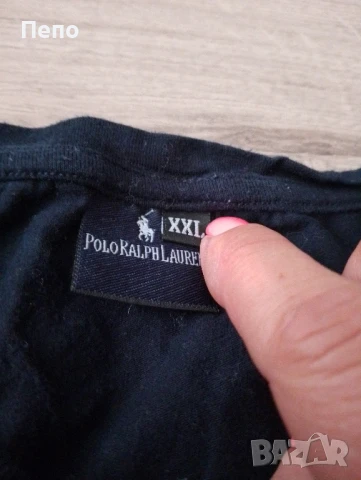 Пепо
XXL
POLO RALPH LAUREN
BAZAR